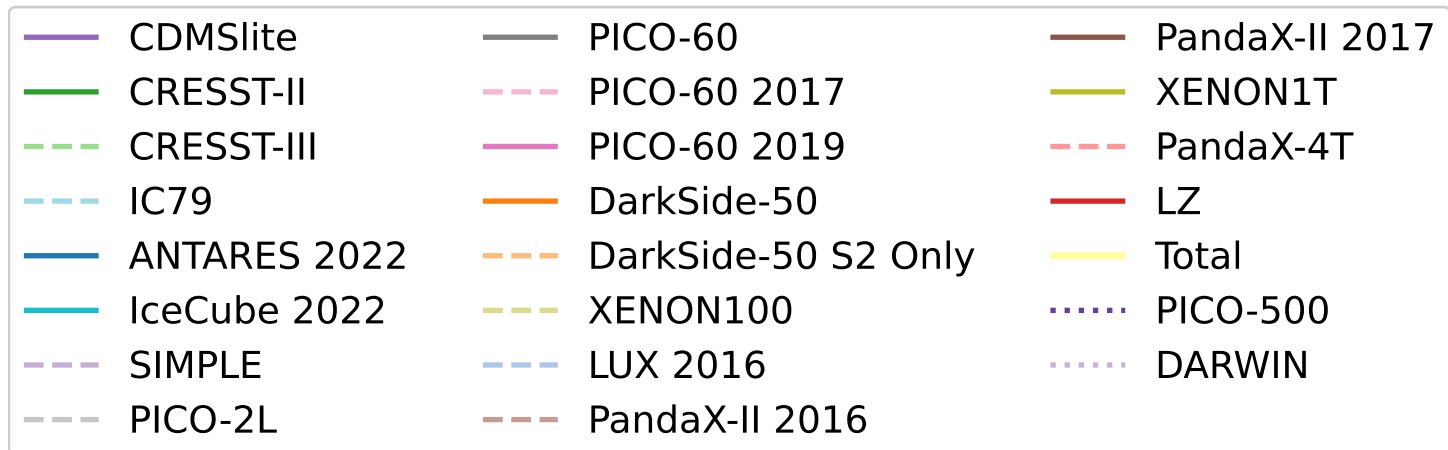 CDMSlite
CRESST-II
CRESST-III
IC79
ANTARES 2022
IceCube 2022
SIMPLE
PICO-2L
PICO-60
PICO-60 2017
PICO-60 2019
DarkSide-50
DarkSide-50 S2 Only
XENON100
LUX 2016
PandaX-II 2016
PandaX-II 2017
XENON1T
PandaX-4T
LZ
Total
PICO-500
DARWIN